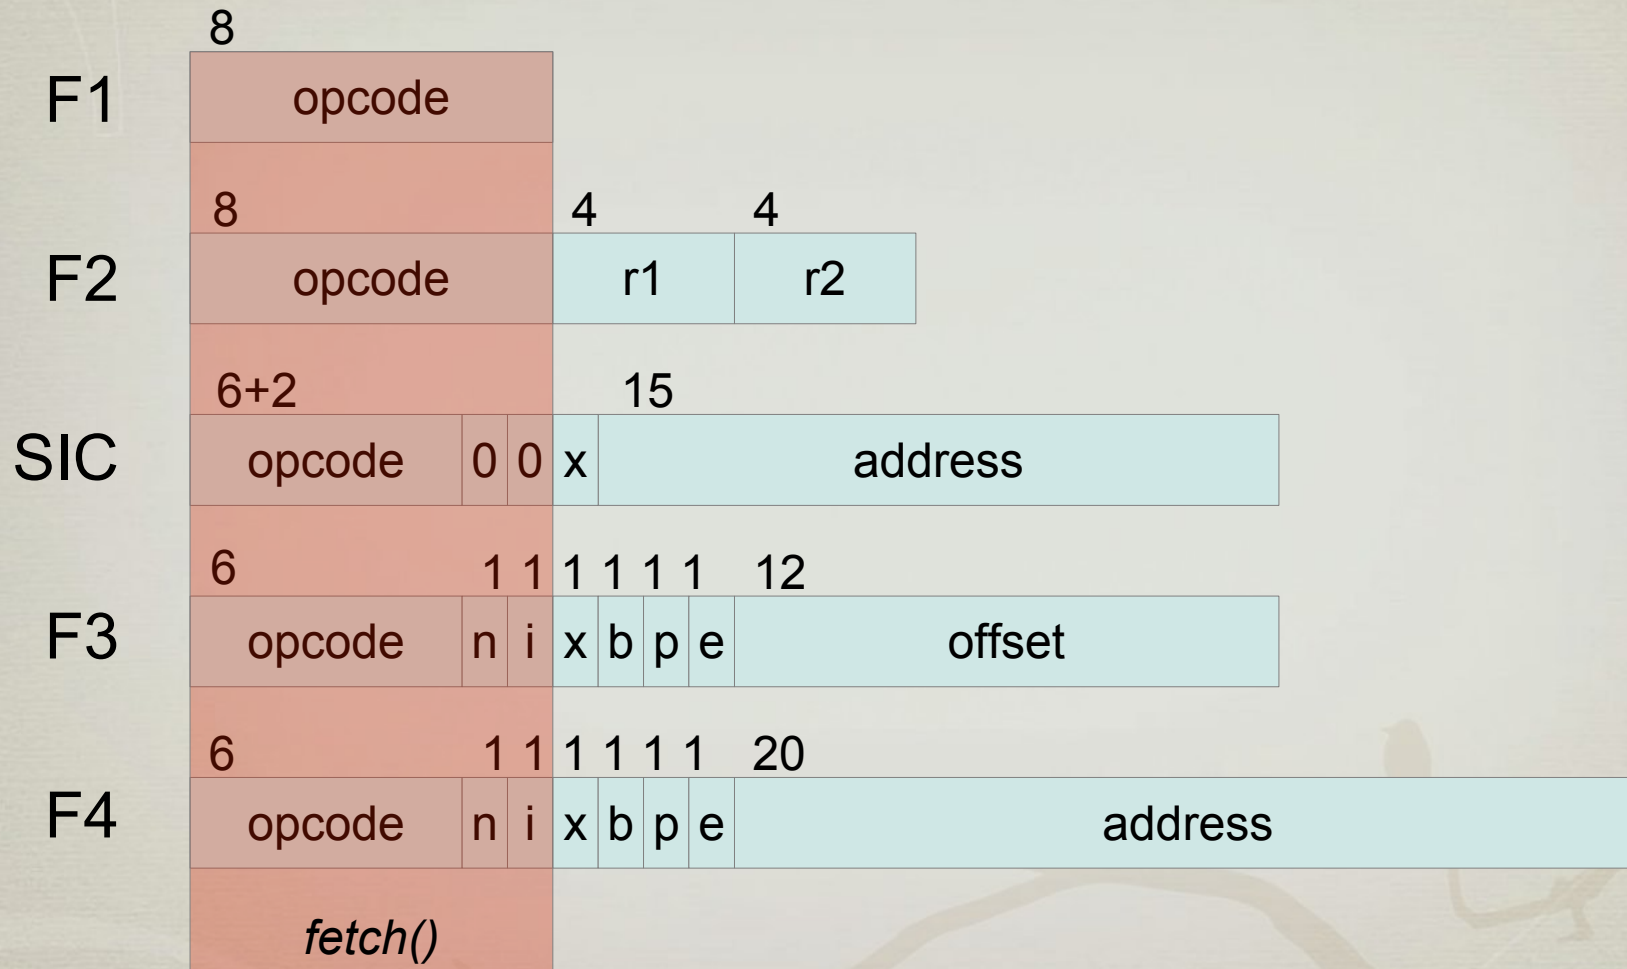 8
F1 opcode
8 4 4
F2 opcode r1 r2
6+2 15
SIC opcode 0 0 x address
6 1 1 1 1 1 1 12
F3 opcode n i x b p e offset
6 1 1 1 1 1 1 20
F4 opcode n i x b p e address
fetch()